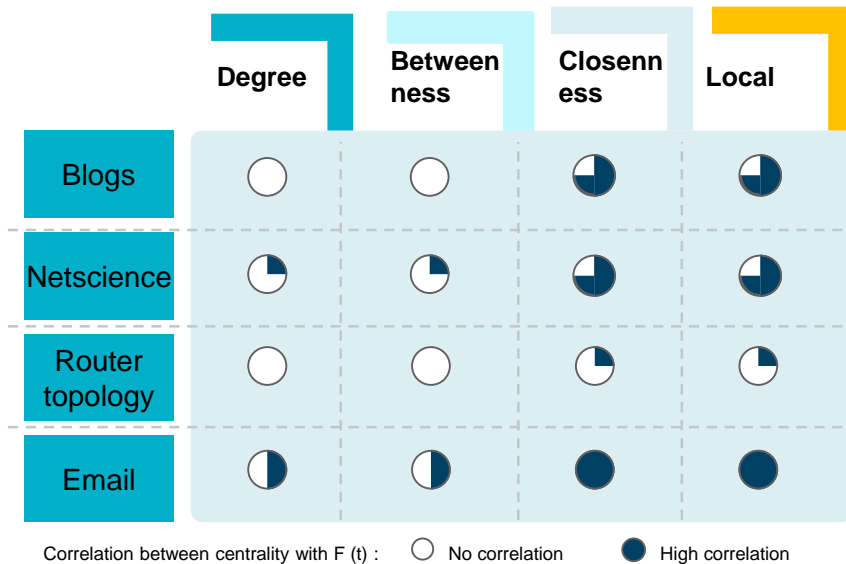 Degree
Between
ness
Closenn
ess
Local
Blogs
Netscience
Router
topology
Email
Correlation between centrality with F (t) : No correlation High correlation